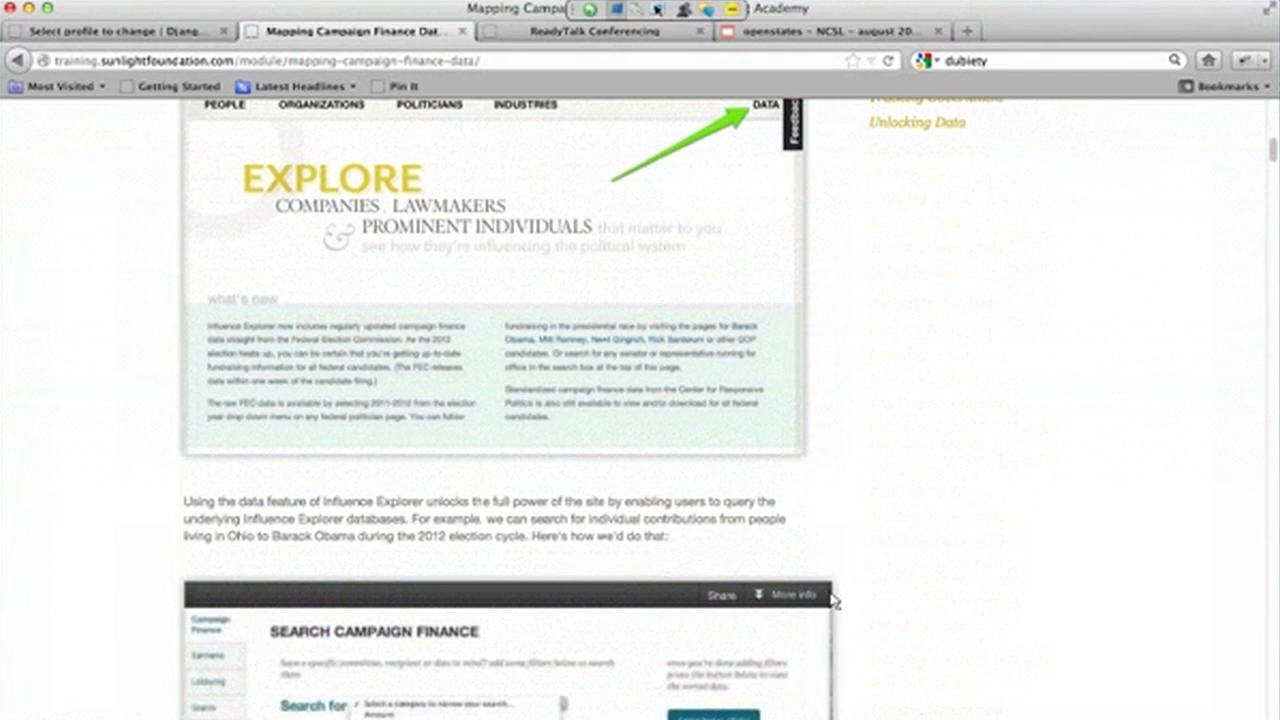 Mapping Campa
Academy
Select profile to change | Djang...
Mapping Campaign Finance Dat...
ReadyTalk Conferencing
openstates – NCSL – august 20...
training.sunlightfoundation.com/module/mapping-campaign-finance-data/
dubiety
Most Visited
Getting Started
Latest Headlines
Pin It
Bookmarks
PEOPLE ORGANIZATIONS POLITICIANS INDUSTRIES DATA
Feedbac
Unlocking Data
EXPLORE
COMPANIES, LAWMAKERS
& PROMINENT INDIVIDUALS that matter to you
see how they're influencing the political system
what's new
Influence Explorer now includes regularly updated campaign finance
data straight from the Federal Election Commission. As the 2012
election heats up, you can be certain that you're getting up-to-date
fundraising information for all federal candidates. (The FEC releases
data within one week of the candidate filing.)
The raw FEC data is available by selecting 2011-2012 from the election
year drop down menu on any federal politician page. You can follow
fundraising in the presidential race by visiting the pages for Barack
Obama, Mitt Romney, Newt Gingrich, Rick Santorum or other GOP
candidates. Or search for any senator or representative running for
office in the search box at the top of this page.
Standardized campaign finance data from the Center for Responsive
Politics is also still available to view and/or download for all federal
candidates.
Using the data feature of Influence Explorer unlocks the full power of the site by enabling users to query the
underlying Influence Explorer databases. For example, we can search for individual contributions from people
living in Ohio to Barack Obama during the 2012 election cycle. Here's how we'd do that:
Share
More info
Campaign
Finance
Earmarks
Lobbying
Grants
SEARCH CAMPAIGN FINANCE
have a specific committee, recipient or date in mind? add some filters below to search
them
once you're done adding filters
press the button below to view
the sorted data.
Search for
✓ Select a category to narrow your search...
Amount